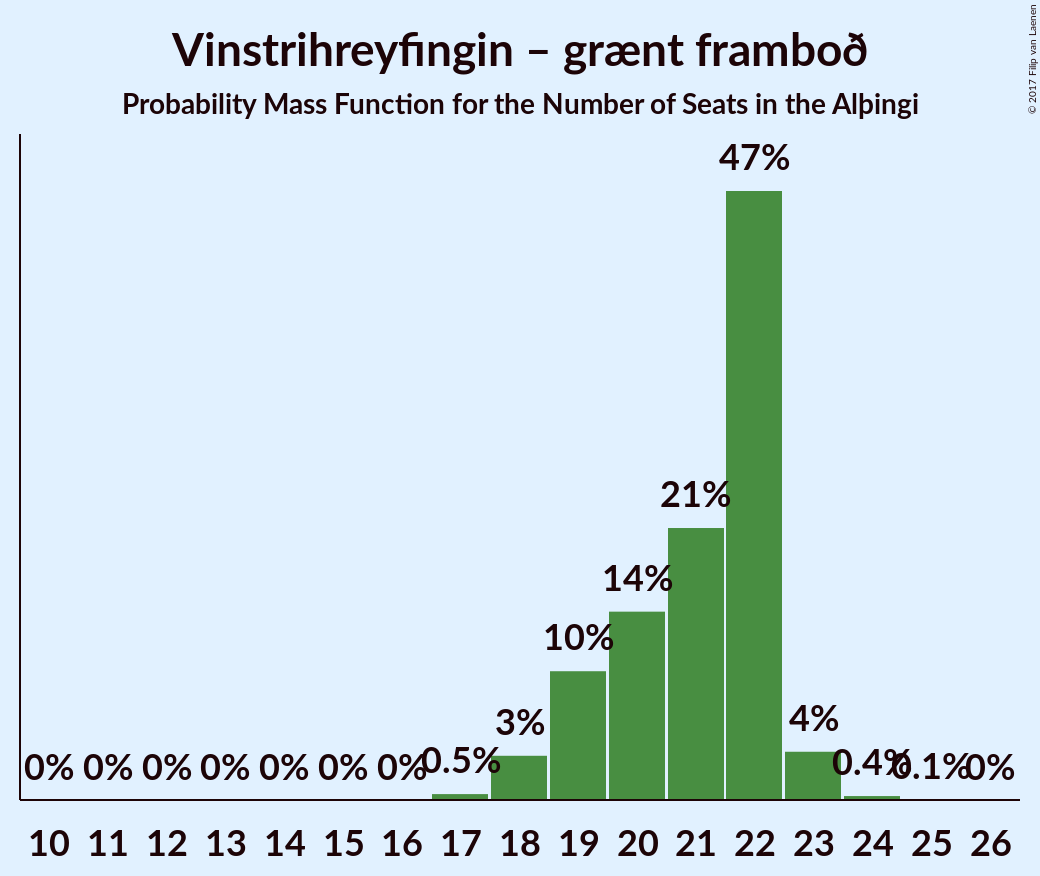 Vinstrihreyfingin – grænt framboð
Probability Mass Function for the Number of Seats in the Alþingi
© 2017 Filip van Laenen
47%
21%
14%
10%
3%
4%
0% 0% 0% 0% 0% 0% 0% 0.5% 0.4% 0.1% 0%
10 11 12 13 14 15 16 17 18 19 20 21 22 23 24 25 26